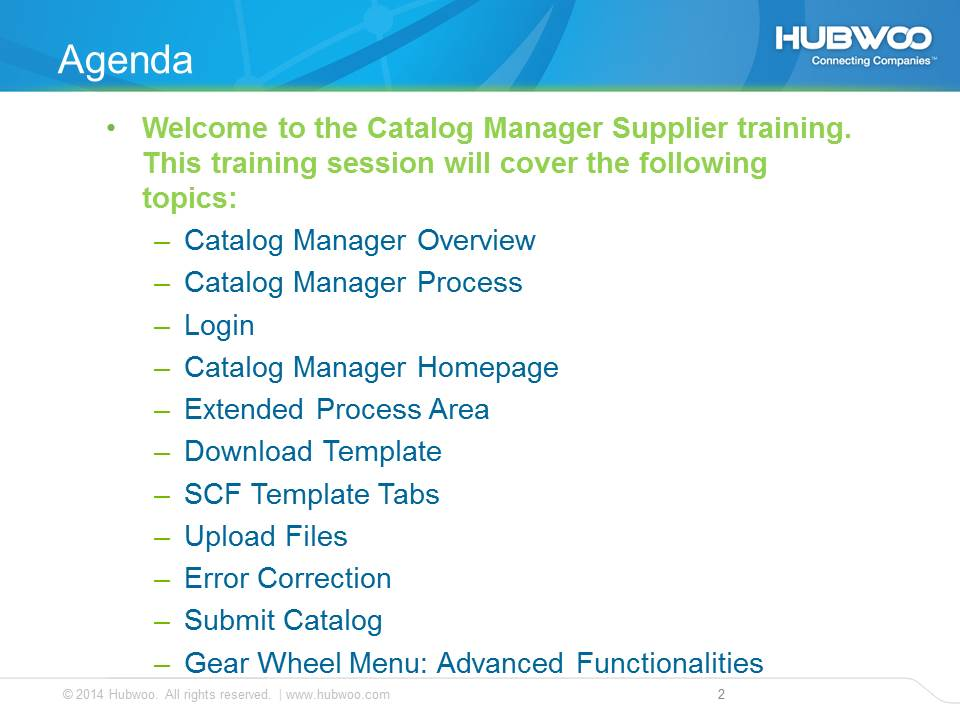 Agenda
HUBWOO
Connecting Companies™
• Welcome to the Catalog Manager Supplier training.
This training session will cover the following
topics:
– Catalog Manager Overview
– Catalog Manager Process
– Login
– Catalog Manager Homepage
– Extended Process Area
– Download Template
– SCF Template Tabs
– Upload Files
– Error Correction
– Submit Catalog
– Gear Wheel Menu: Advanced Functionalities
© 2014 Hubwoo. All rights reserved. | www.hubwoo.com 2